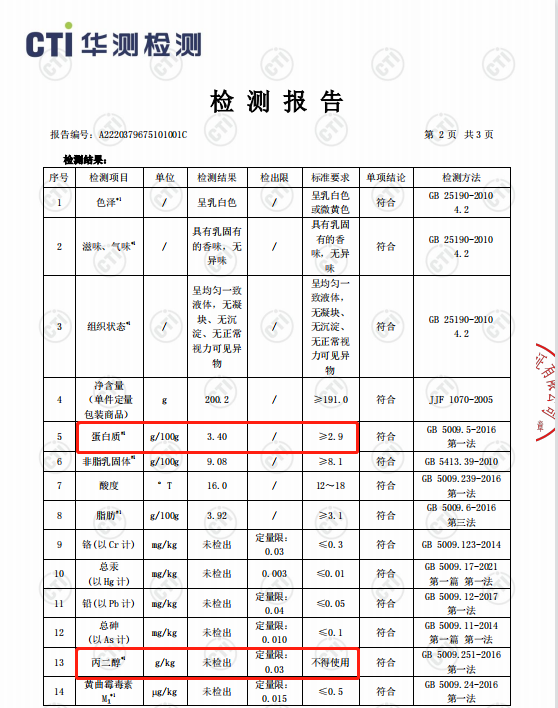 CTI 华测检测
检 测 报 告
报告编号: A2220379675101001C 第 2 页 共 3 页
检测结果:
序号 检测项目 单位 检测结果 检出限 标准要求 单项结论 检测方法
1 色泽*1 / 呈乳白色 / 呈乳白色或微黄色 符合 GB 25190-2010 4.2
2 滋味、气味*1 / 具有乳固有的香味, 无异味 / 具有乳固有的香味, 无异味 符合 GB 25190-2010 4.2
3 组织状态*1 / 呈均匀一致液体, 无凝块、无沉淀、无正常视力可见异物 / 呈均匀一致液体, 无凝块、无沉淀、无正常视力可见异物 符合 GB 25190-2010 4.2
4 净含量(单件定量包装商品) g 200.2 / ≥191.0 符合 JJF 1070-2005
5 蛋白质*1 g/100g 3.40 / ≥2.9 符合 GB 5009.5-2016 第一法
6 非脂乳固体*1 g/100g 9.08 / ≥8.1 符合 GB 5413.39-2010
7 酸度 °T 16.0 / 12~18 符合 GB 5009.239-2016 第一法
8 脂肪*1 g/100g 3.92 / ≥3.1 符合 GB 5009.6-2016 第三法
9 铬(以 Cr 计) mg/kg 未检出 定量限: 0.03 ≤0.3 符合 GB 5009.123-2014
10 总汞(以 Hg 计) mg/kg 未检出 0.003 ≤0.01 符合 GB 5009.17-2021 第一篇 第一法
11 铅(以 Pb 计) mg/kg 未检出 定量限: 0.04 ≤0.05 符合 GB 5009.12-2017 第一法
12 总砷(以 As 计) mg/kg 未检出 定量限: 0.010 ≤0.1 符合 GB 5009.11-2014 第一篇 第一法
13 丙二醇*1 g/kg 未检出 定量限: 0.03 不得使用 符合 GB 5009.251-2016 第一法
14 黄曲霉毒素 M1*1 μg/kg 未检出 定量限: 0.015 ≤0.5 符合 GB 5009.24-2016 第一法
证有限公司
章